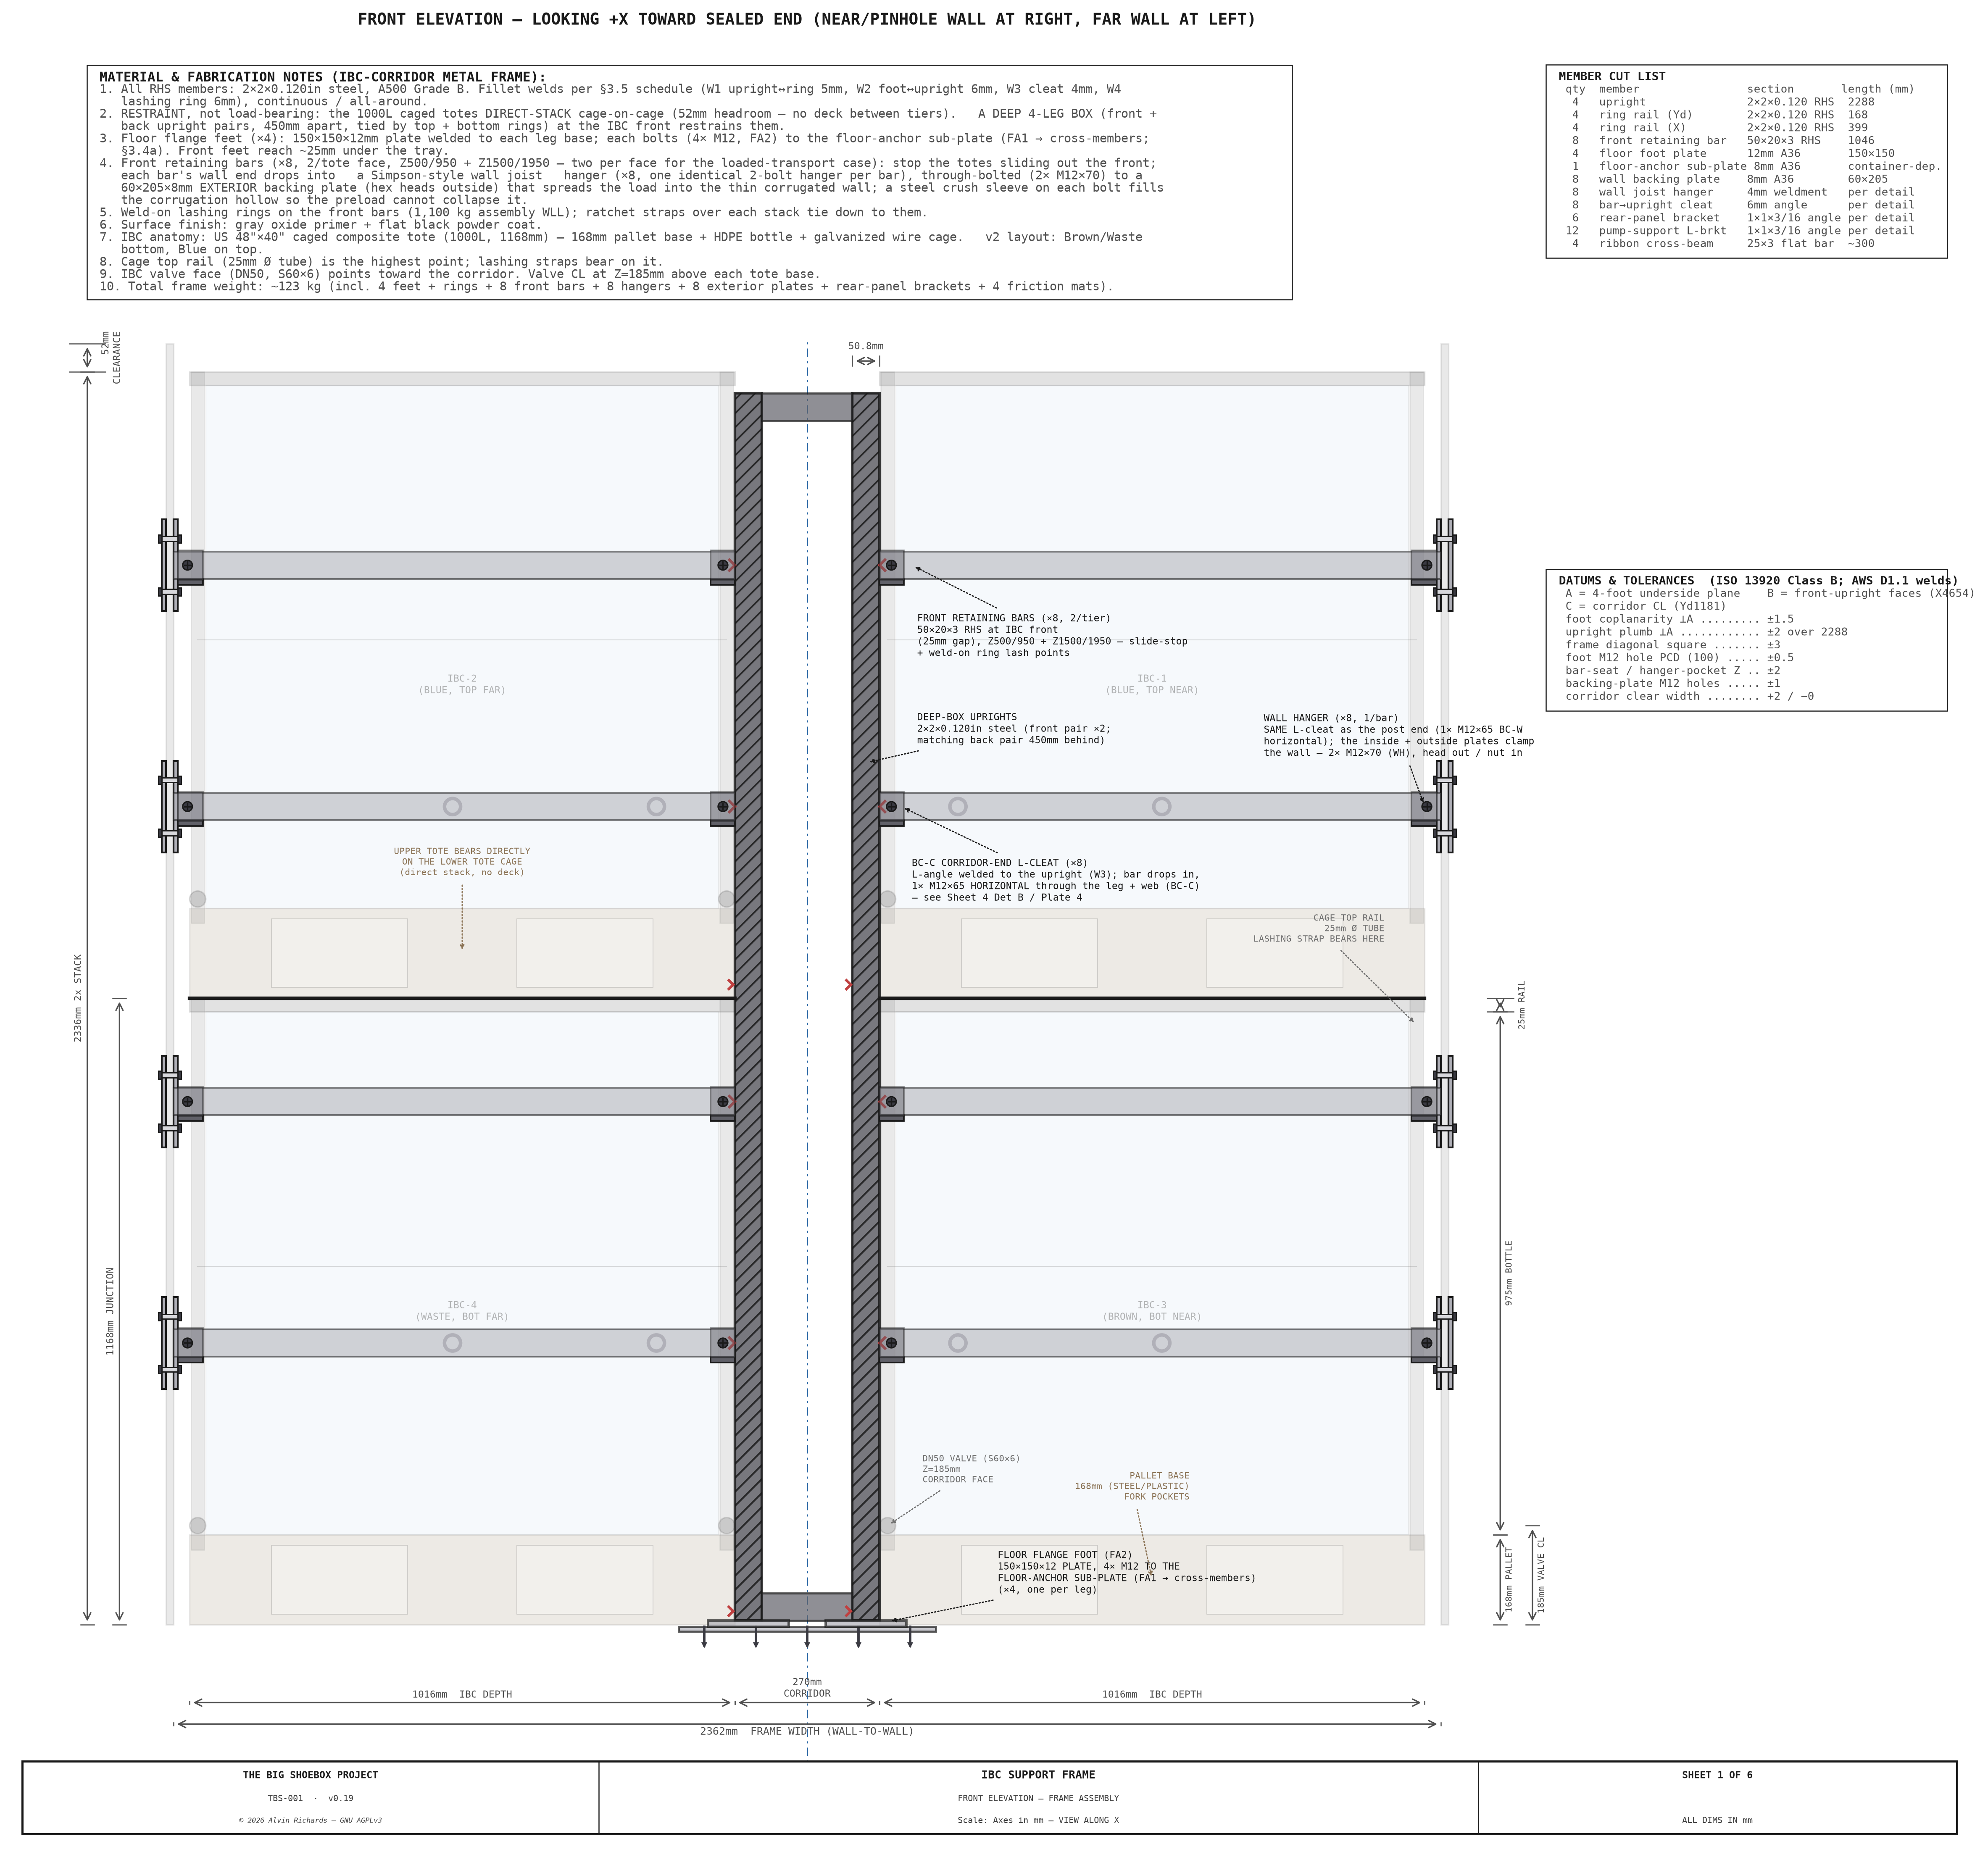 FRONT ELEVATION — LOOKING +X TOWARD SEALED END (NEAR/PINHOLE WALL AT RIGHT, FAR WALL AT LEFT)
MATERIAL & FABRICATION NOTES (IBC-CORRIDOR METAL FRAME):
1. All RHS members: 2×2×0.120in steel, A500 Grade B. Fillet welds per §3.5 schedule (W1 upright↔ring 5mm, W2 foot↔upright 6mm, W3 cleat 4mm, W4
lashing ring 6mm), continuous / all-around.
2. RESTRAINT, not load-bearing: the 1000L caged totes DIRECT-STACK cage-on-cage (52mm headroom — no deck between tiers). A DEEP 4-LEG BOX (front +
back upright pairs, 450mm apart, tied by top + bottom rings) at the IBC front restrains them.
3. Floor flange feet (×4): 150×150×12mm plate welded to each leg base; each bolts (4× M12, FA2) to the floor-anchor sub-plate (FA1 → cross-members;
§3.4a). Front feet reach ~25mm under the tray.
4. Front retaining bars (×8, 2/tote face, Z500/950 + Z1500/1950 — two per face for the loaded-transport case): stop the totes sliding out the front;
each bar's wall end drops into a Simpson-style wall joist hanger (×8, one identical 2-bolt hanger per bar), through-bolted (2× M12×70) to a
60×205×8mm EXTERIOR backing plate (hex heads outside) that spreads the load into the thin corrugated wall; a steel crush sleeve on each bolt fills
the corrugation hollow so the preload cannot collapse it.
5. Weld-on lashing rings on the front bars (1,100 kg assembly WLL); ratchet straps over each stack tie down to them.
6. Surface finish: gray oxide primer + flat black powder coat.
7. IBC anatomy: US 48"×40" caged composite tote (1000L, 1168mm) — 168mm pallet base + HDPE bottle + galvanized wire cage. v2 layout: Brown/Waste
bottom, Blue on top.
8. Cage top rail (25mm Ø tube) is the highest point; lashing straps bear on it.
9. IBC valve face (DN50, S60×6) points toward the corridor. Valve CL at Z=185mm above each tote base.
10. Total frame weight: ~123 kg (incl. 4 feet + rings + 8 front bars + 8 hangers + 8 exterior plates + rear-panel brackets + 4 friction mats).
MEMBER CUT LIST
qty member section length (mm)
4 upright 2×2×0.120 RHS 2288
4 ring rail (Yd) 2×2×0.120 RHS 168
4 ring rail (X) 2×2×0.120 RHS 399
8 front retaining bar 50×20×3 RHS 1046
4 floor foot plate 12mm A36 150×150
1 floor-anchor sub-plate 8mm A36 container-dep.
8 wall backing plate 8mm A36 60×205
8 wall joist hanger 4mm weldment per detail
8 bar→upright cleat 6mm angle per detail
6 rear-panel bracket 1×1×3/16 angle per detail
12 pump-support L-brkt 1×1×3/16 angle per detail
4 ribbon cross-beam 25×3 flat bar ~300
DATUMS & TOLERANCES (ISO 13920 Class B; AWS D1.1 welds)
A = 4-foot underside plane B = front-upright faces (X4654)
C = corridor CL (Yd1181)
foot coplanarity ⊥A ......... ±1.5
upright plumb ⊥A ............ ±2 over 2288
frame diagonal square ....... ±3
foot M12 hole PCD (100) ..... ±0.5
bar-seat / hanger-pocket Z .. ±2
backing-plate M12 holes ..... ±1
corridor clear width ........ +2 / −0
52mm
CLEARANCE
50.8mm
FRONT RETAINING BARS (×8, 2/tier)
50×20×3 RHS at IBC front
(25mm gap), Z500/950 + Z1500/1950 — slide-stop
+ weld-on ring lash points
IBC-2
(BLUE, TOP FAR)
IBC-1
(BLUE, TOP NEAR)
DEEP-BOX UPRIGHTS
2×2×0.120in steel (front pair ×2;
matching back pair 450mm behind)
WALL HANGER (×8, 1/bar)
SAME L-cleat as the post end (1× M12×65 BC-W
horizontal); the inside + outside plates clamp
the wall — 2× M12×70 (WH), head out / nut in
UPPER TOTE BEARS DIRECTLY
ON THE LOWER TOTE CAGE
(direct stack, no deck)
BC-C CORRIDOR-END L-CLEAT (×8)
L-angle welded to the upright (W3); bar drops in,
1× M12×65 HORIZONTAL through the leg + web (BC-C)
— see Sheet 4 Det B / Plate 4
CAGE TOP RAIL
25mm Ø TUBE
LASHING STRAP BEARS HERE
2336mm 2x STACK
1168mm JUNCTION
25mm RAIL
975mm BOTTLE
IBC-4
(WASTE, BOT FAR)
IBC-3
(BROWN, BOT NEAR)
DN50 VALVE (S60×6)
Z=185mm
CORRIDOR FACE
PALLET BASE
168mm (STEEL/PLASTIC)
FORK POCKETS
FLOOR FLANGE FOOT (FA2)
150×150×12 PLATE, 4× M12 TO THE
FLOOR-ANCHOR SUB-PLATE (FA1 → cross-members)
(×4, one per leg)
168mm PALLET
185mm VALVE CL
1016mm IBC DEPTH
270mm
CORRIDOR
1016mm IBC DEPTH
2362mm FRAME WIDTH (WALL-TO-WALL)
THE BIG SHOEBOX PROJECT
TBS-001 · v0.19
© 2026 Alvin Richards — GNU AGPLv3
IBC SUPPORT FRAME
FRONT ELEVATION — FRAME ASSEMBLY
Scale: Axes in mm — VIEW ALONG X
SHEET 1 OF 6
ALL DIMS IN mm